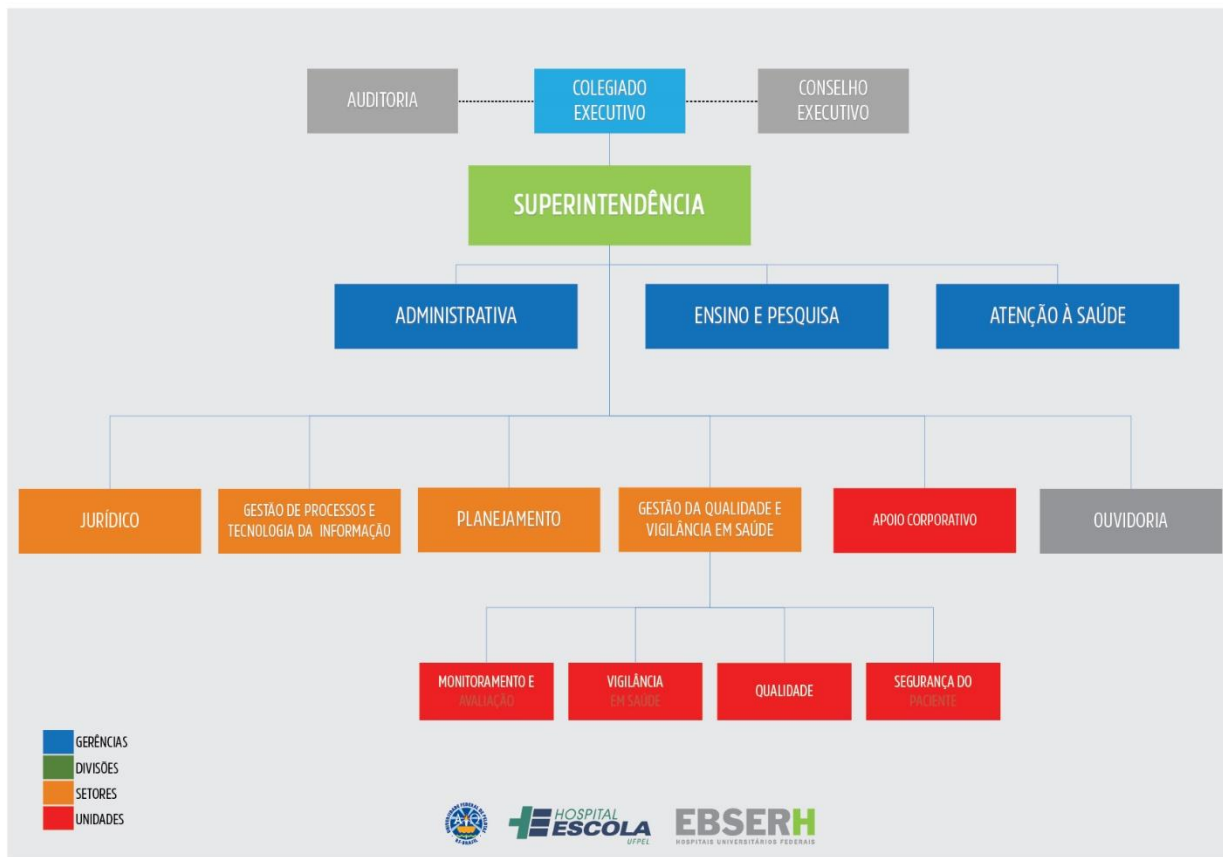 AUDITORIA
COLEGIADO
EXECUTIVO
CONSELHO
EXECUTIVO
SUPERINTENDÊNCIA
ADMINISTRATIVA
ENSINO E PESQUISA
ATENÇÃO À SAÚDE
JURÍDICO
GESTÃO DE PROCESSOS E
TECNOLOGIA DA INFORMAÇÃO
PLANEJAMENTO
GESTÃO DA QUALIDADE E
VIGILÂNCIA EM SAÚDE
APOIO CORPORATIVO
OUVIDORIA
MONITORAMENTO E
AVALIAÇÃO
VIGILÂNCIA
EM SAÚDE
QUALIDADE
SEGURANÇA DO
PACIENTE
GERÊNCIAS
DIVISÕES
SETORES
UNIDADES
HOSPITAL
ESCOLA
UFPEL
EBSERH
HOSPITAIS UNIVERSITÁRIOS FEDERAIS